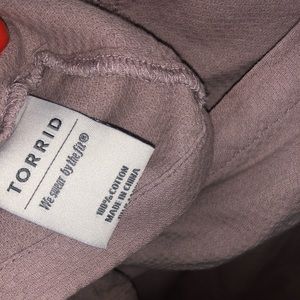 TORRID
We swear by the fit®
100% COTTON
MADE IN CHINA